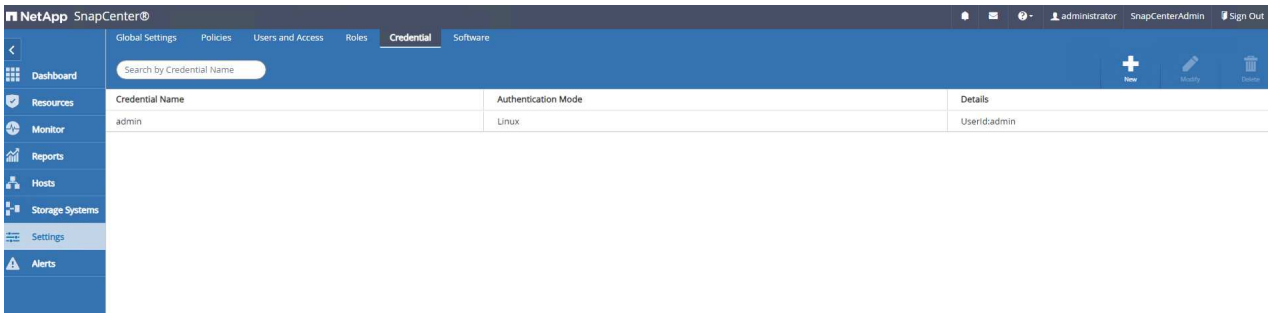 NetApp SnapCenter®
administrator SnapCenterAdmin Sign Out
Global Settings Policies Users and Access Roles Credential Software
Search by Credential Name
New Modify Delete
Dashboard
Resources
Monitor
Reports
Hosts
Storage Systems
Settings
Alerts
Credential Name Authentication Mode Details
admin Linux UserId:admin